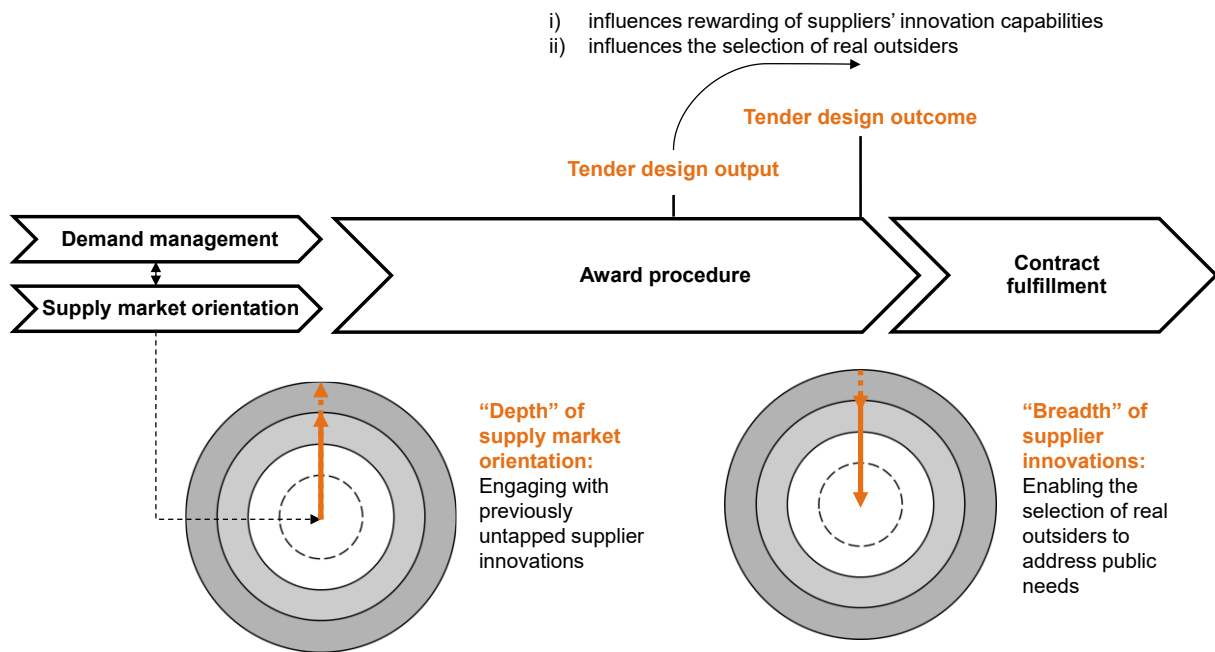 i) influences rewarding of suppliers’ innovation capabilities
ii) influences the selection of real outsiders
Tender design outcome
Tender design output
Demand management
Supply market orientation
Award procedure
Contract
fulfillment
“Depth” of
supply market
orientation:
Engaging with
previously
untapped supplier
innovations
“Breadth” of
supplier
innovations:
Enabling the
selection of real
outsiders to
address public
needs